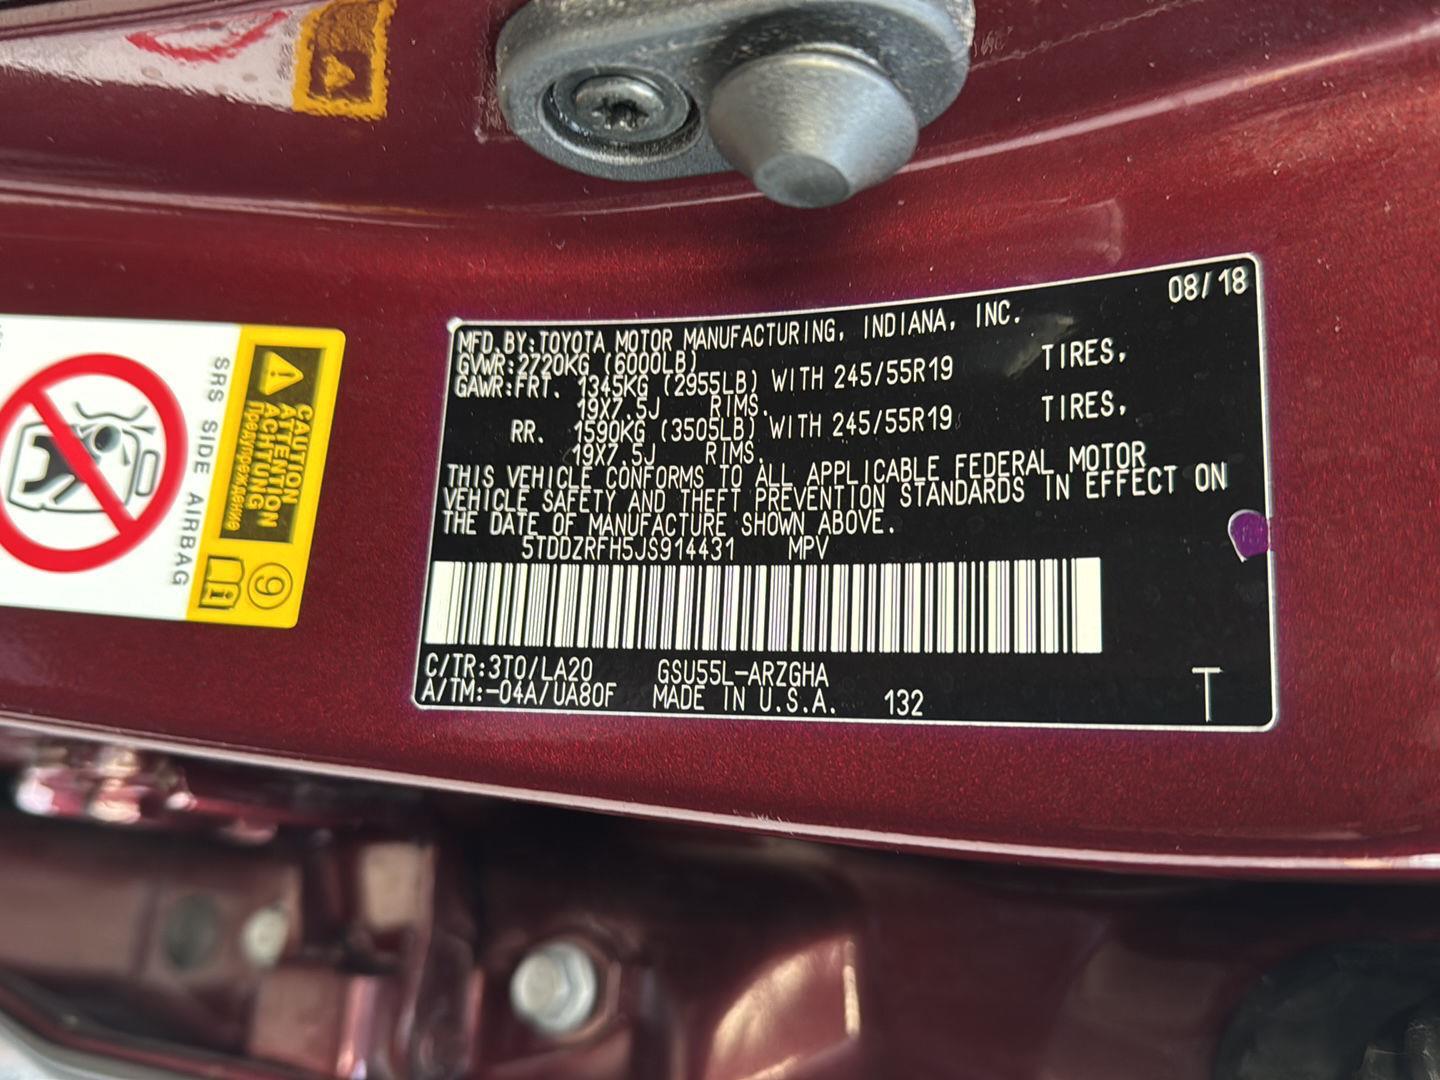 08/18
MFD.BY:TOYOTA MOTOR MANUFACTURING, INDIANA, INC.
GVWR:2720KG (6000LB)
GAWR:FRT. 1345KG (2955LB) WITH 245/55R19 TIRES,
19X7.5J RIMS.
RR. 1590KG (3505LB) WITH 245/55R19 TIRES,
19X7.5J RIMS.
THIS VEHICLE CONFORMS TO ALL APPLICABLE FEDERAL MOTOR
VEHICLE SAFETY AND THEFT PREVENTION STANDARDS IN EFFECT ON
THE DATE OF MANUFACTURE SHOWN ABOVE.
5TDDZRFH5JS914431 MPV
C/TR:3T0/LA20 GSU55L-ARZGHA
A/TM:-04A/UA80F MADE IN U.S.A. 132
T
CAUTION
ATTENTION
ACHTUNG
Предупреждение
SRS SIDE AIRBAG
9